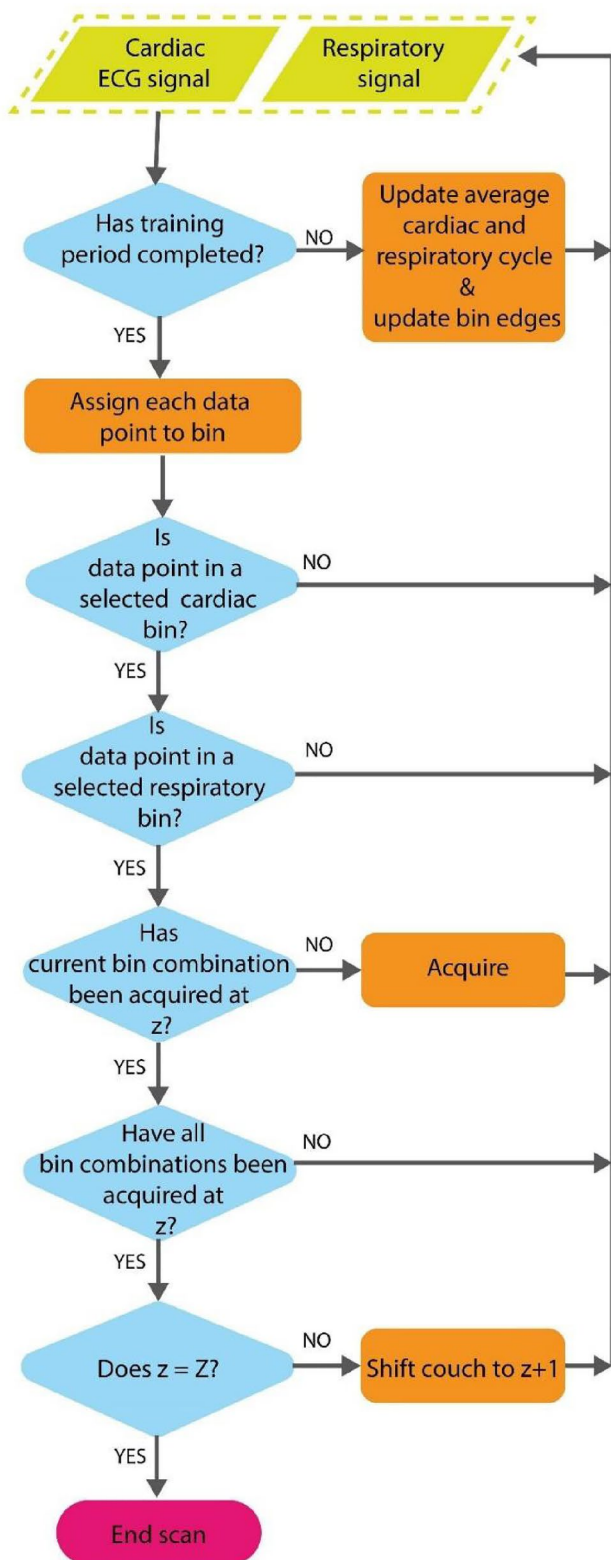 Cardiac
ECG signal
Respiratory
signal
Has training
period completed?
NO
Update average
cardiac and
respiratory cycle
&
update bin edges
YES
Assign each data
point to bin
Is
data point in a
selected cardiac
bin?
NO
YES
Is
data point in a
selected respiratory
bin?
NO
YES
Has
current bin combination
been acquired at
z?
NO
Acquire
YES
Have all
bin combinations been
acquired at
z?
NO
YES
Does z = Z?
NO
Shift couch to z+1
YES
End scan